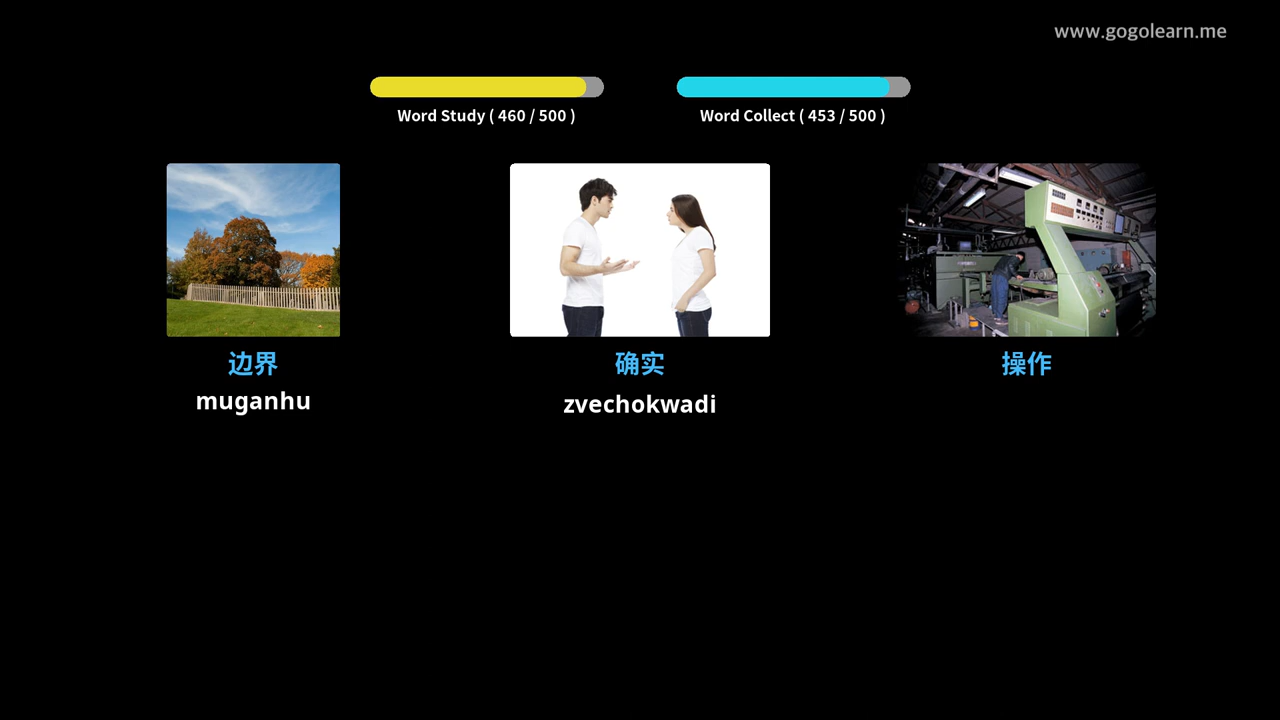 www.gogolearn.me
Word Study ( 460 / 500 )
Word Collect ( 453 / 500 )
边界
muganhu
确实
zvechokwadi
操作